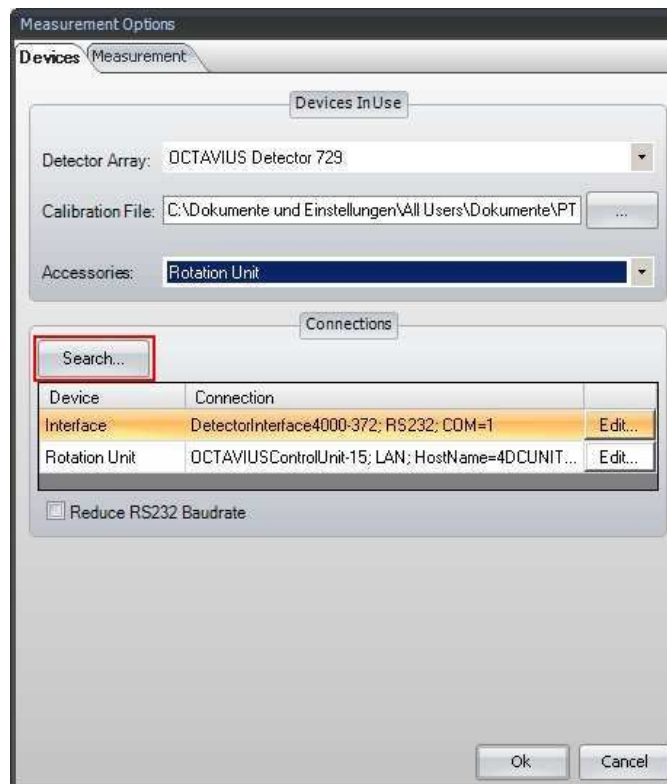 Measurement Options
Devices Measurement
Devices In Use
Detector Array: OCTAVIUS Detector 729
Calibration File: C:\Dokumente und Einstellungen\All Users\Dokumente\PT ...
Accessories: Rotation Unit
Connections
Search...
Device Connection
Interface DetectorInterface4000-372; RS232; COM=1 Edit...
Rotation Unit OCTAVIUSControlUnit-15; LAN; HostName=4DCUNIT... Edit...
Reduce RS232 Baudrate
Ok Cancel